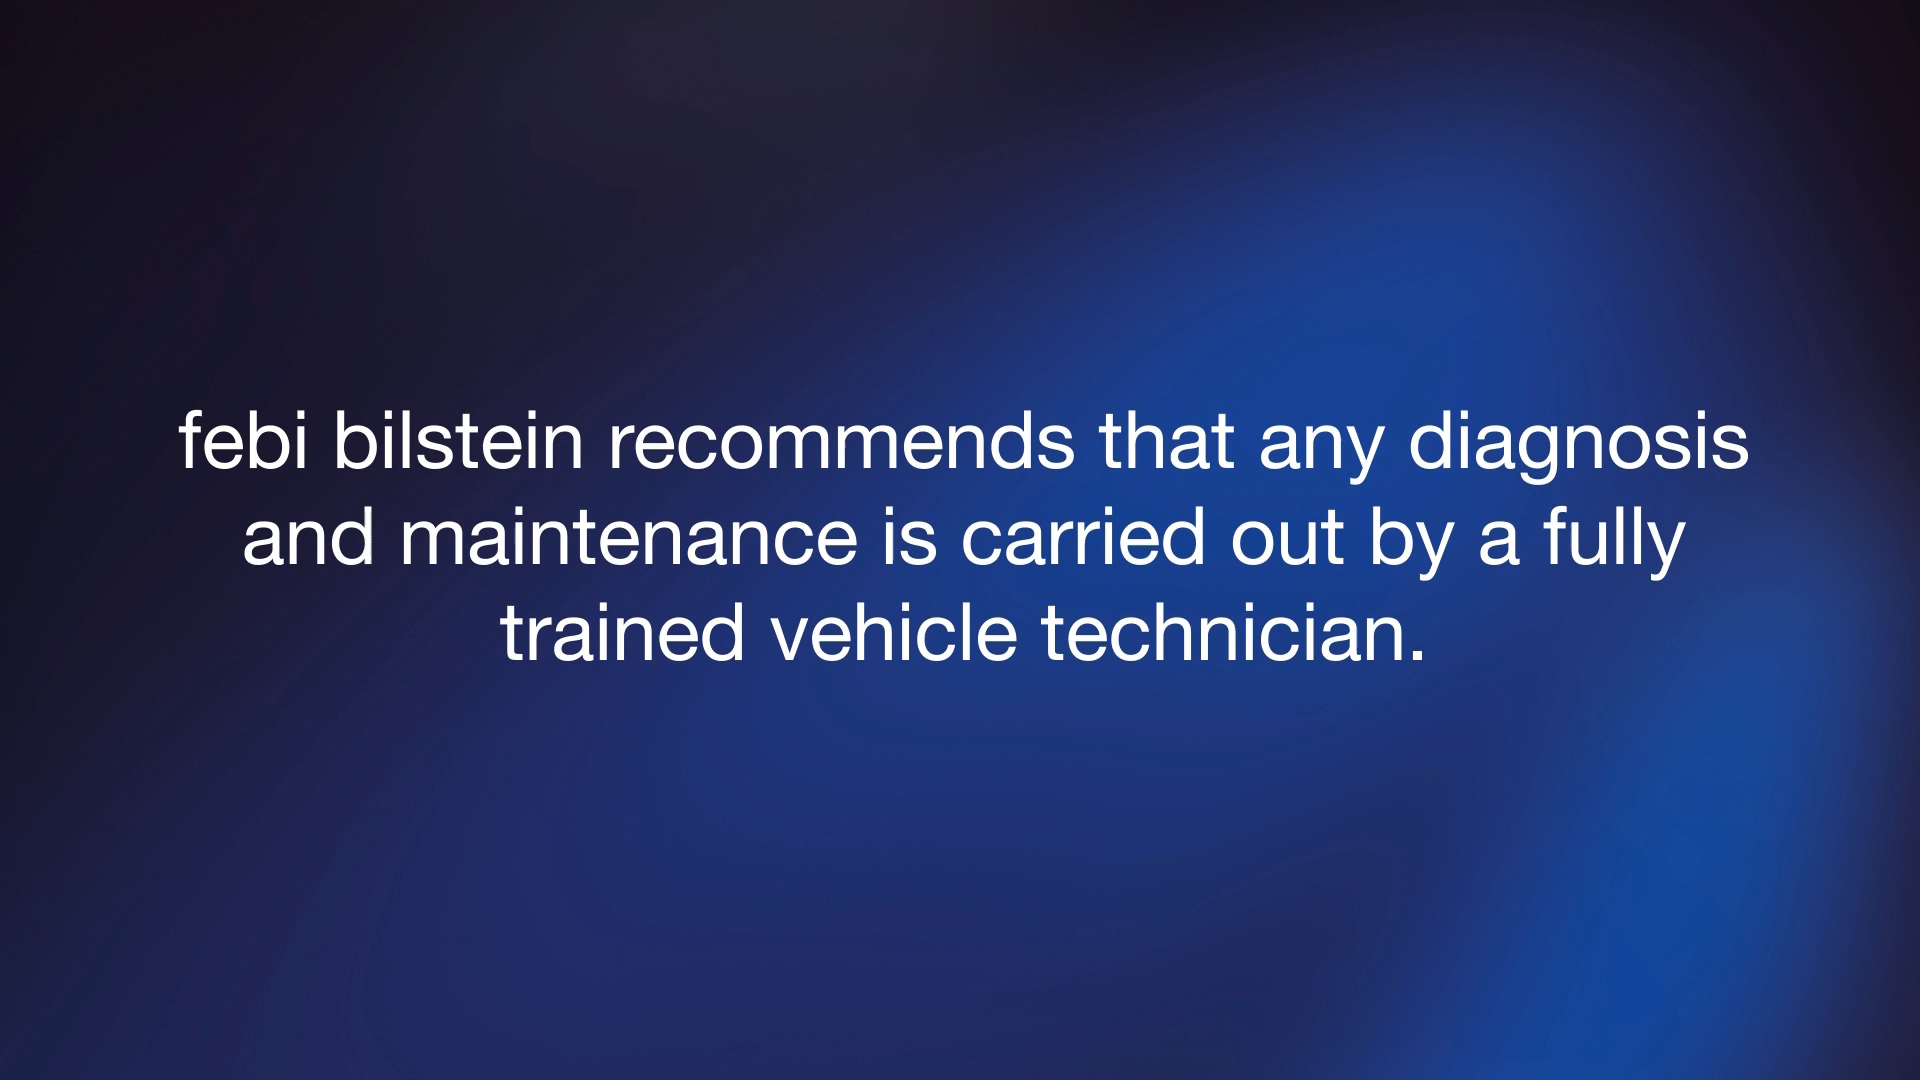 febi bilstein recommends that any diagnosis
and maintenance is carried out by a fully
trained vehicle technician.